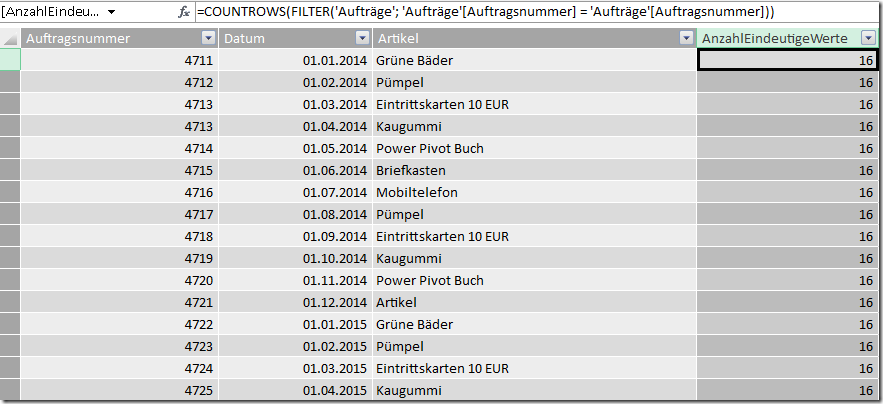 [AnzahlEindeu... fx =COUNTROWS(FILTER('Aufträge'; 'Aufträge'[Auftragsnummer] = 'Aufträge'[Auftragsnummer]))
Auftragsnummer Datum Artikel AnzahlEindeutigeWerte
4711 01.01.2014 Grüne Bäder 16
4712 01.02.2014 Pümpel 16
4713 01.03.2014 Eintrittskarten 10 EUR 16
4713 01.04.2014 Kaugummi 16
4714 01.05.2014 Power Pivot Buch 16
4715 01.06.2014 Briefkasten 16
4716 01.07.2014 Mobiltelefon 16
4717 01.08.2014 Pümpel 16
4718 01.09.2014 Eintrittskarten 10 EUR 16
4719 01.10.2014 Kaugummi 16
4720 01.11.2014 Power Pivot Buch 16
4721 01.12.2014 Artikel 16
4722 01.01.2015 Grüne Bäder 16
4723 01.02.2015 Pümpel 16
4724 01.03.2015 Eintrittskarten 10 EUR 16
4725 01.04.2015 Kaugummi 16